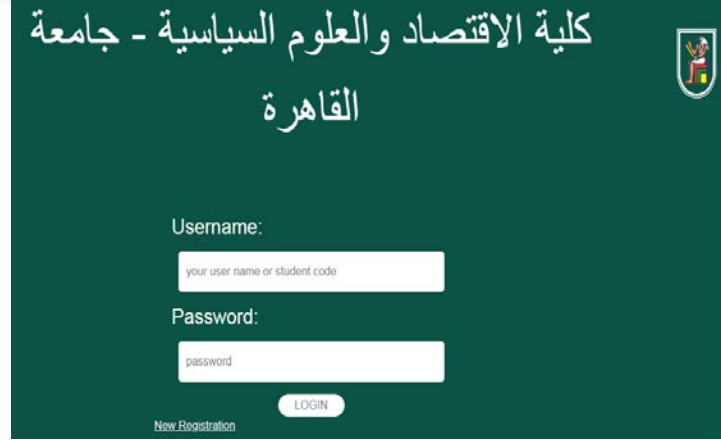 كلية الاقتصاد والعلوم السياسية - جامعة
القاهرة
Username:
your user name or student code
Password:
password
LOGIN
New Registration